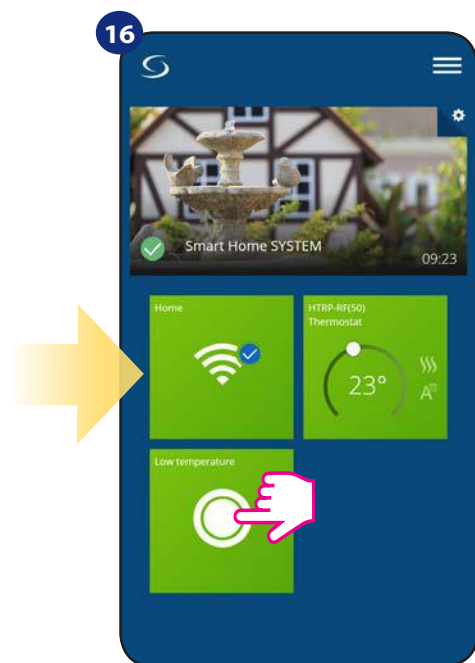 16
Smart Home SYSTEM
09:23
Home
HTRP-RF(50)
Thermostat
23°
A
Low temperature